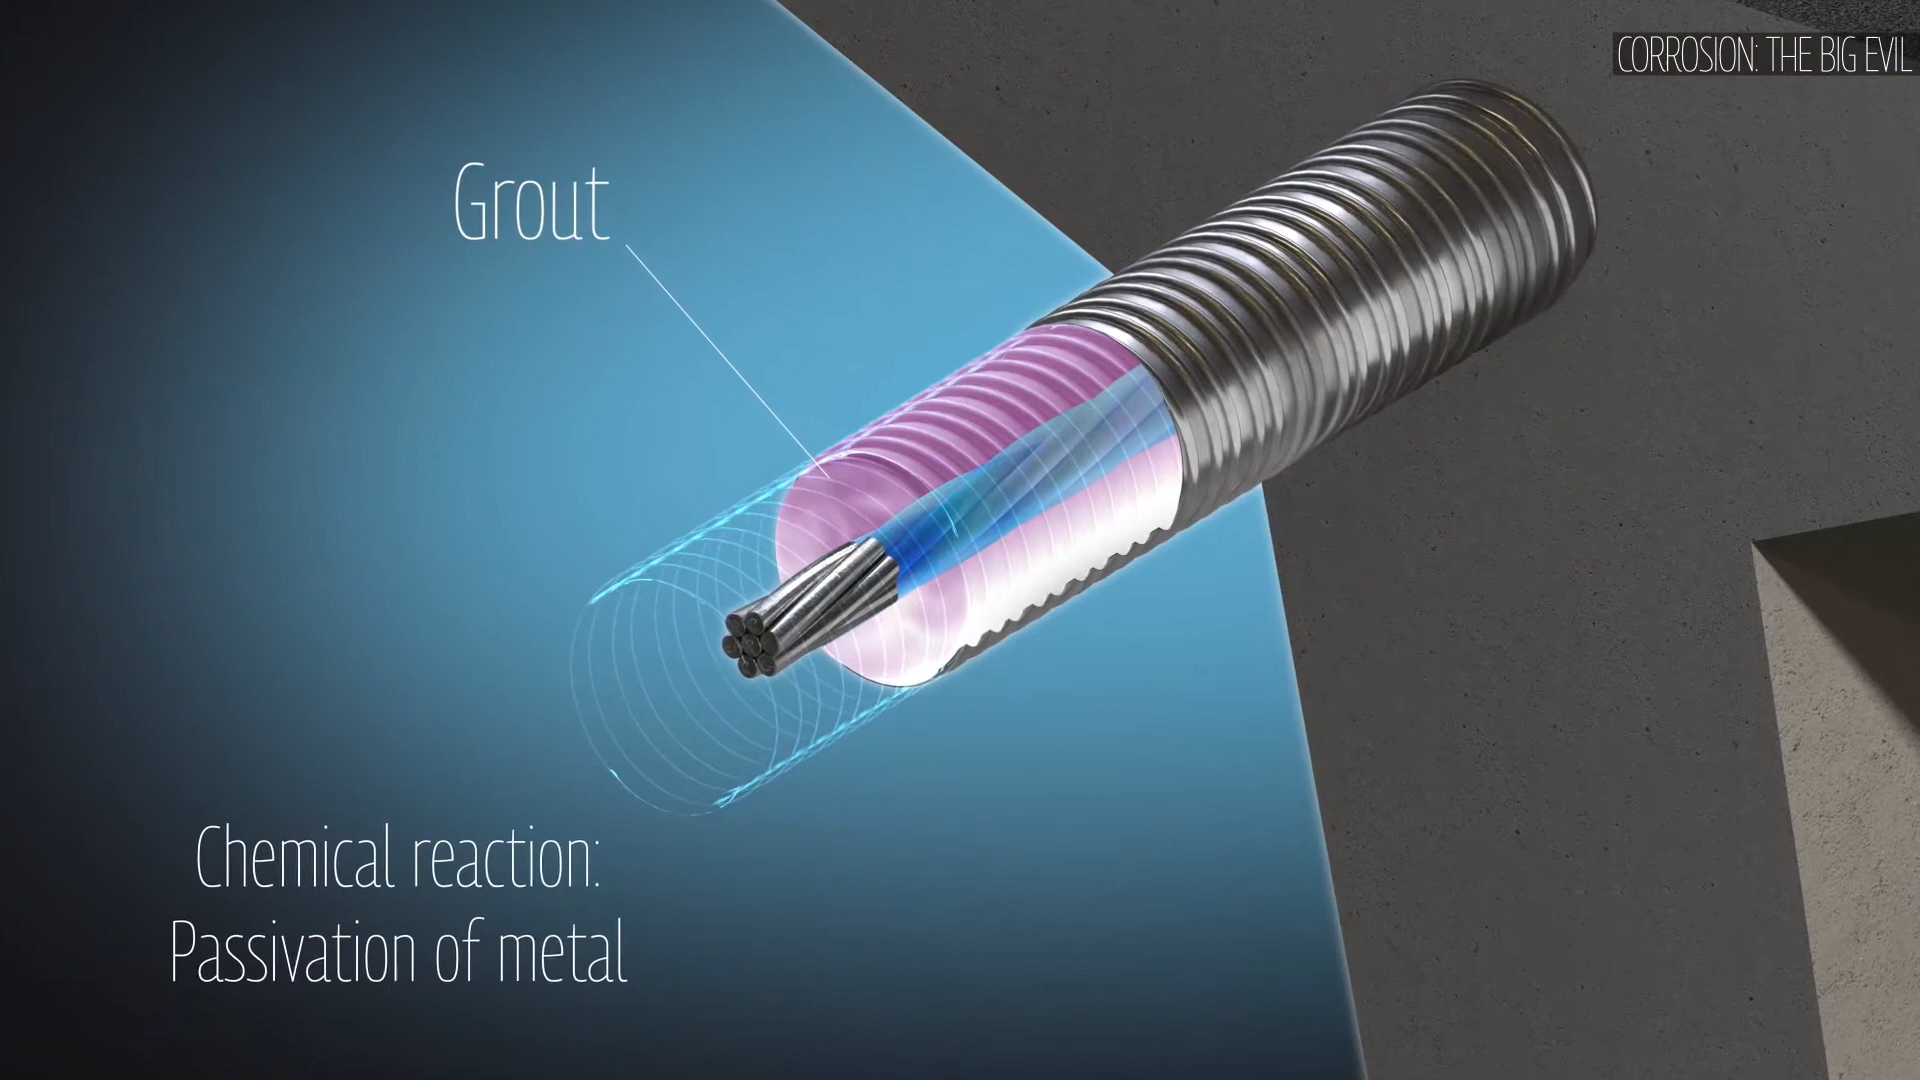 CORROSION: THE BIG EVIL
Grout
Chemical reaction:
Passivation of metal